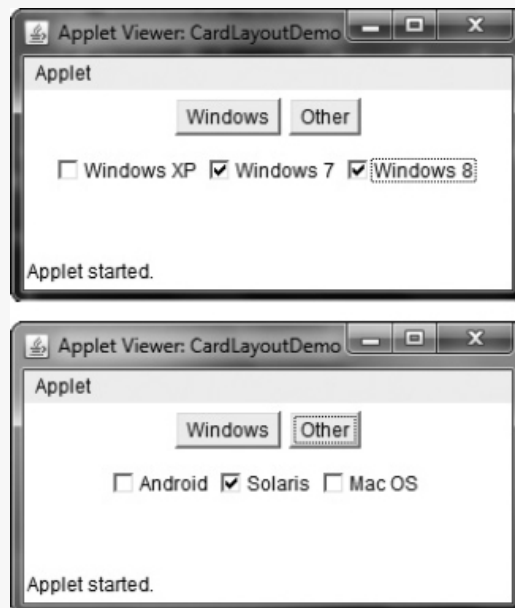 Applet Viewer: CardLayoutDemo
Applet
Windows Other
Windows XP Windows 7 Windows 8
Applet started.
Applet Viewer: CardLayoutDemo
Applet
Windows Other
Android Solaris Mac OS
Applet started.